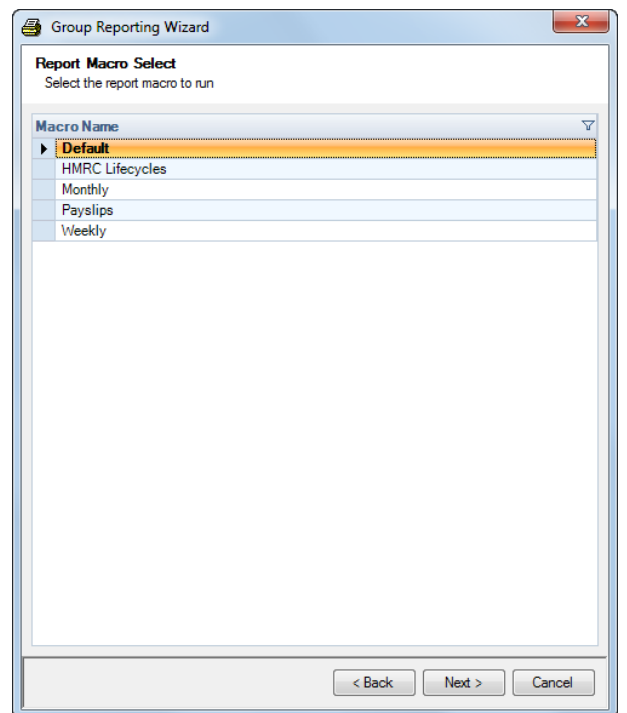 Group Reporting Wizard
Report Macro Select
Select the report macro to run
Macro Name
Default
HMRC Lifecycles
Monthly
Payslips
Weekly
< Back Next > Cancel